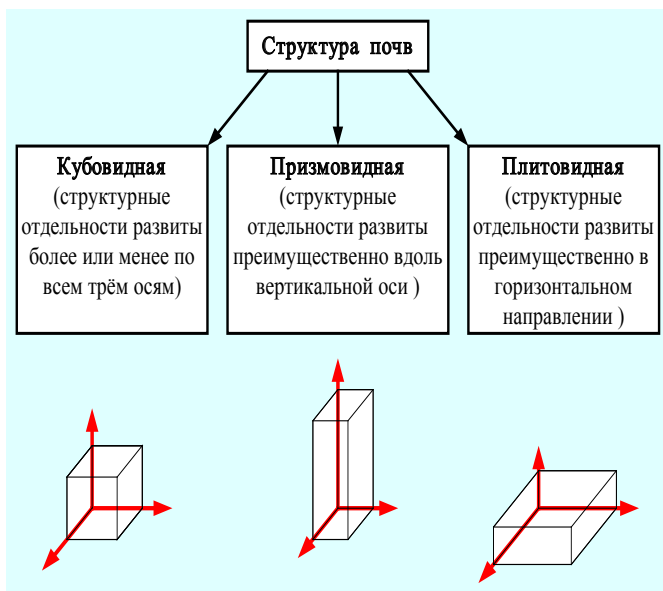 Структура почв
Кубовидная
(структурные
отдельности развиты
более или менее по
всем трём осям)
Призмовидная
(структурные
отдельности развиты
преимущественно вдоль
вертикальной оси )
Плитовидная
(структурные
отдельности развиты
преимущественно в
горизонтальном
направлении )